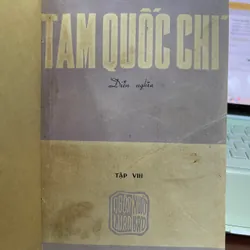 TAM QUỐC CHÍ
Diễn nghĩa
TẬP VIII